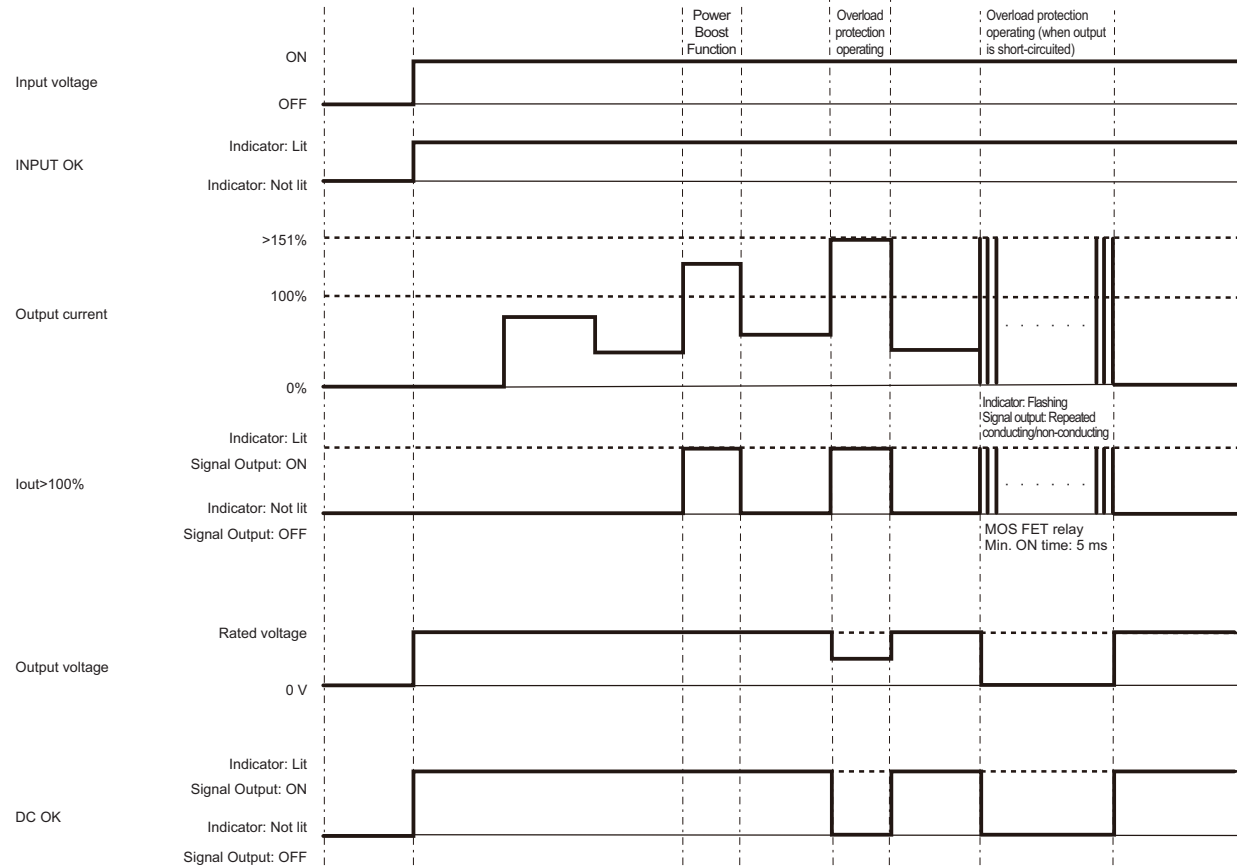 Power
Boost
Function
Overload
protection
operating
Overload protection
operating (when output
is short-circuited)
Input voltage
ON
OFF
INPUT OK
Indicator: Lit
Indicator: Not lit
Output current
>151%
100%
0%
. . . . . .
Indicator: Flashing
Signal output: Repeated
conducting/non-conducting
Iout>100%
Indicator: Lit
Signal Output: ON
Indicator: Not lit
Signal Output: OFF
. . . . . .
MOS FET relay
Min. ON time: 5 ms
Output voltage
Rated voltage
0 V
DC OK
Indicator: Lit
Signal Output: ON
Indicator: Not lit
Signal Output: OFF